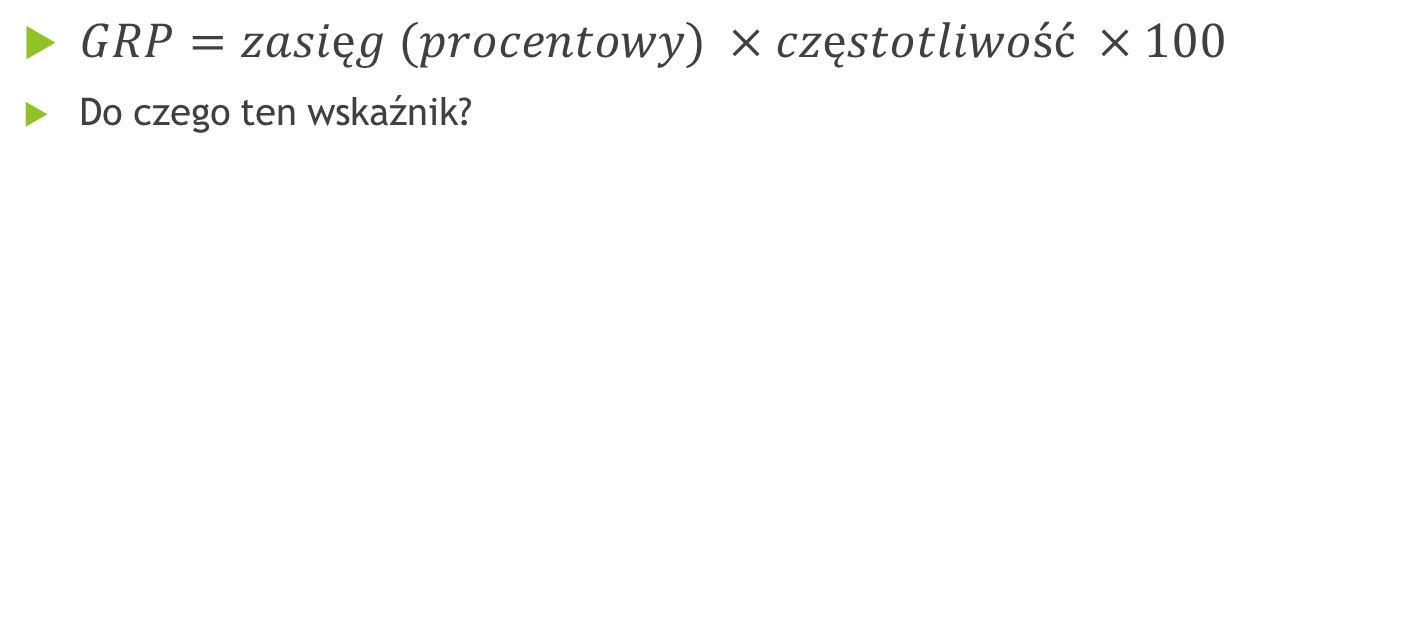 GRP = zasięg (procentowy) × częstotliwość × 100
Do czego ten wskaźnik?